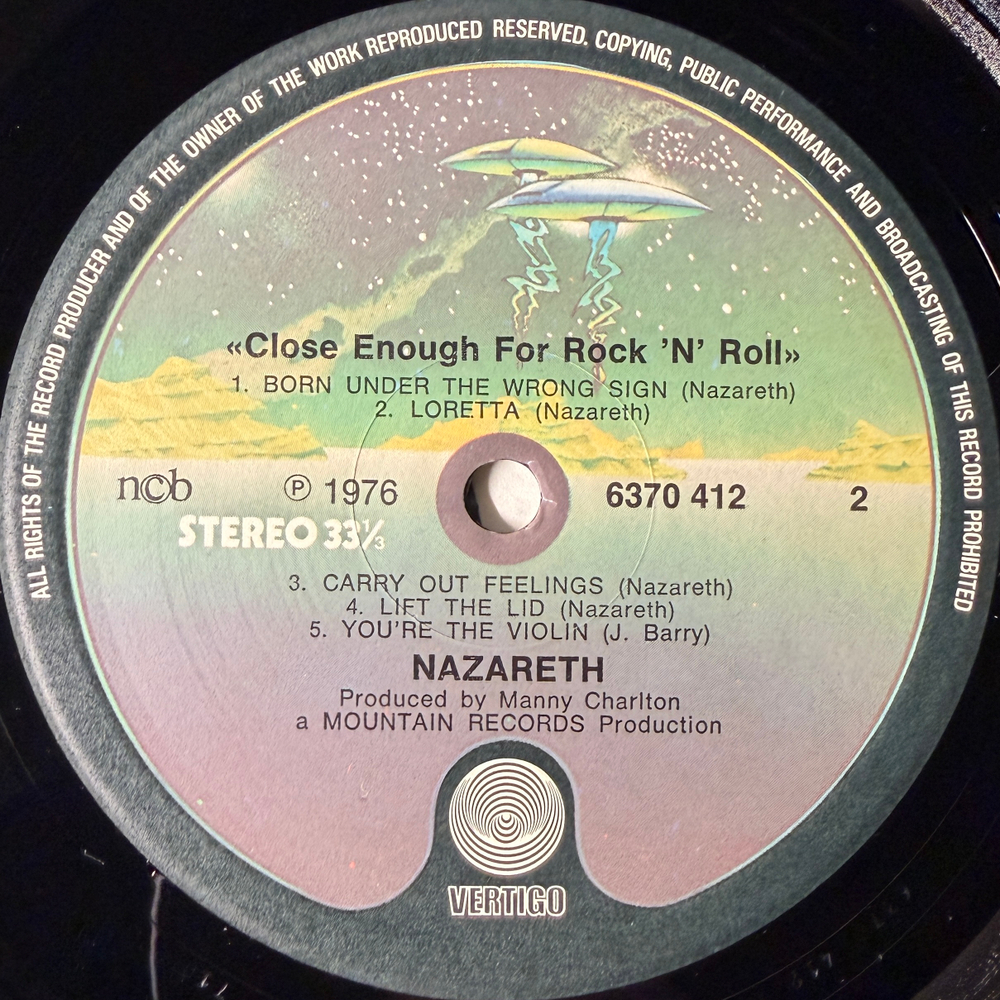 ALL RIGHTS OF THE RECORD PRODUCER AND OF THE OWNER OF THE WORK REPRODUCED RESERVED. COPYING, PUBLIC PERFORMANCE AND BROADCASTING OF THIS RECORD PROHIBITED
«Close Enough For Rock 'N' Roll»
1. BORN UNDER THE WRONG SIGN (Nazareth)
2. LORETTA (Nazareth)
ncb ℗ 1976 6370 412 2
STEREO 33⅓
3. CARRY OUT FEELINGS (Nazareth)
4. LIFT THE LID (Nazareth)
5. YOU'RE THE VIOLIN (J. Barry)
NAZARETH
Produced by Manny Charlton
a MOUNTAIN RECORDS Production
VERTIGO